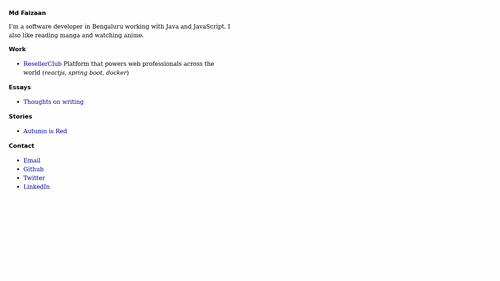 Md Faizaan
I'm a software developer in Bengaluru working with Java and JavaScript. I
also like reading manga and watching anime.
Work
• ResellerClub Platform that powers web professionals across the
world (reactjs, spring boot, docker)
Essays
• Thoughts on writing
Stories
• Autumn is Red
Contact
• Email
• Github
• Twitter
• LinkedIn